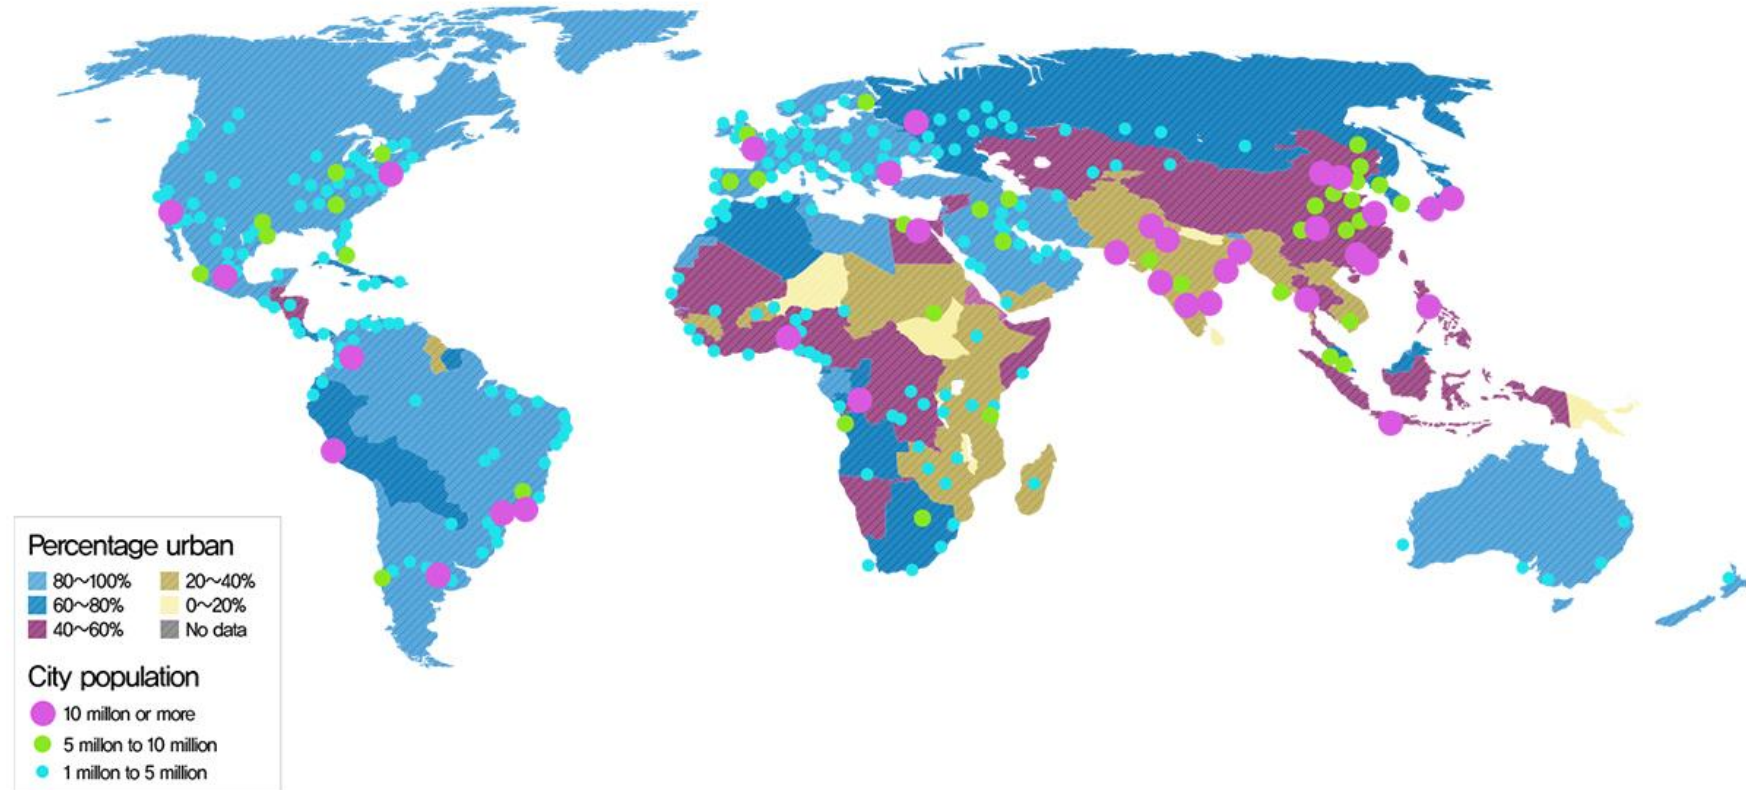 Percentage urban
80～100%
20～40%
60～80%
0～20%
40～60%
No data
City population
10 millon or more
5 millon to 10 million
1 millon to 5 million